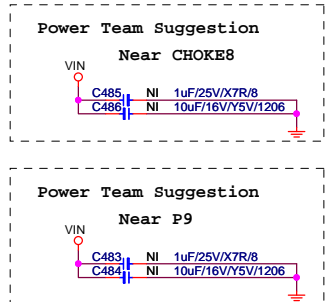 Power Team Suggestion
Near CHOKE8
VIN
C485 NI 1uF/25V/X7R/8
C486 NI 10uF/16V/Y5V/1206
Power Team Suggestion
Near P9
VIN
C483 NI 1uF/25V/X7R/8
C484 NI 10uF/16V/Y5V/1206